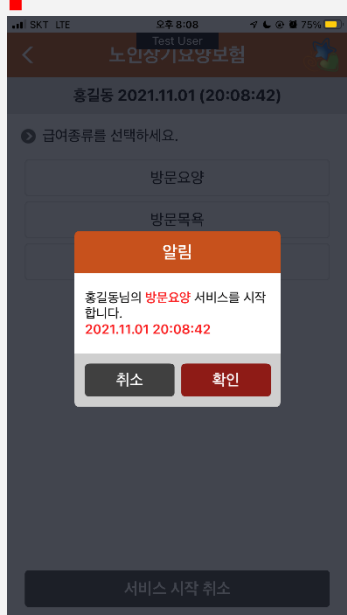 SKT LTE 오후 8:08 75%
Test User
노인장기요양보험
홍길동 2021.11.01 (20:08:42)
급여종류를 선택하세요.
방문요양
방문목욕
알림
홍길동님의 방문요양 서비스를 시작
합니다.
2021.11.01 20:08:42
취소 확인
서비스 시작 취소